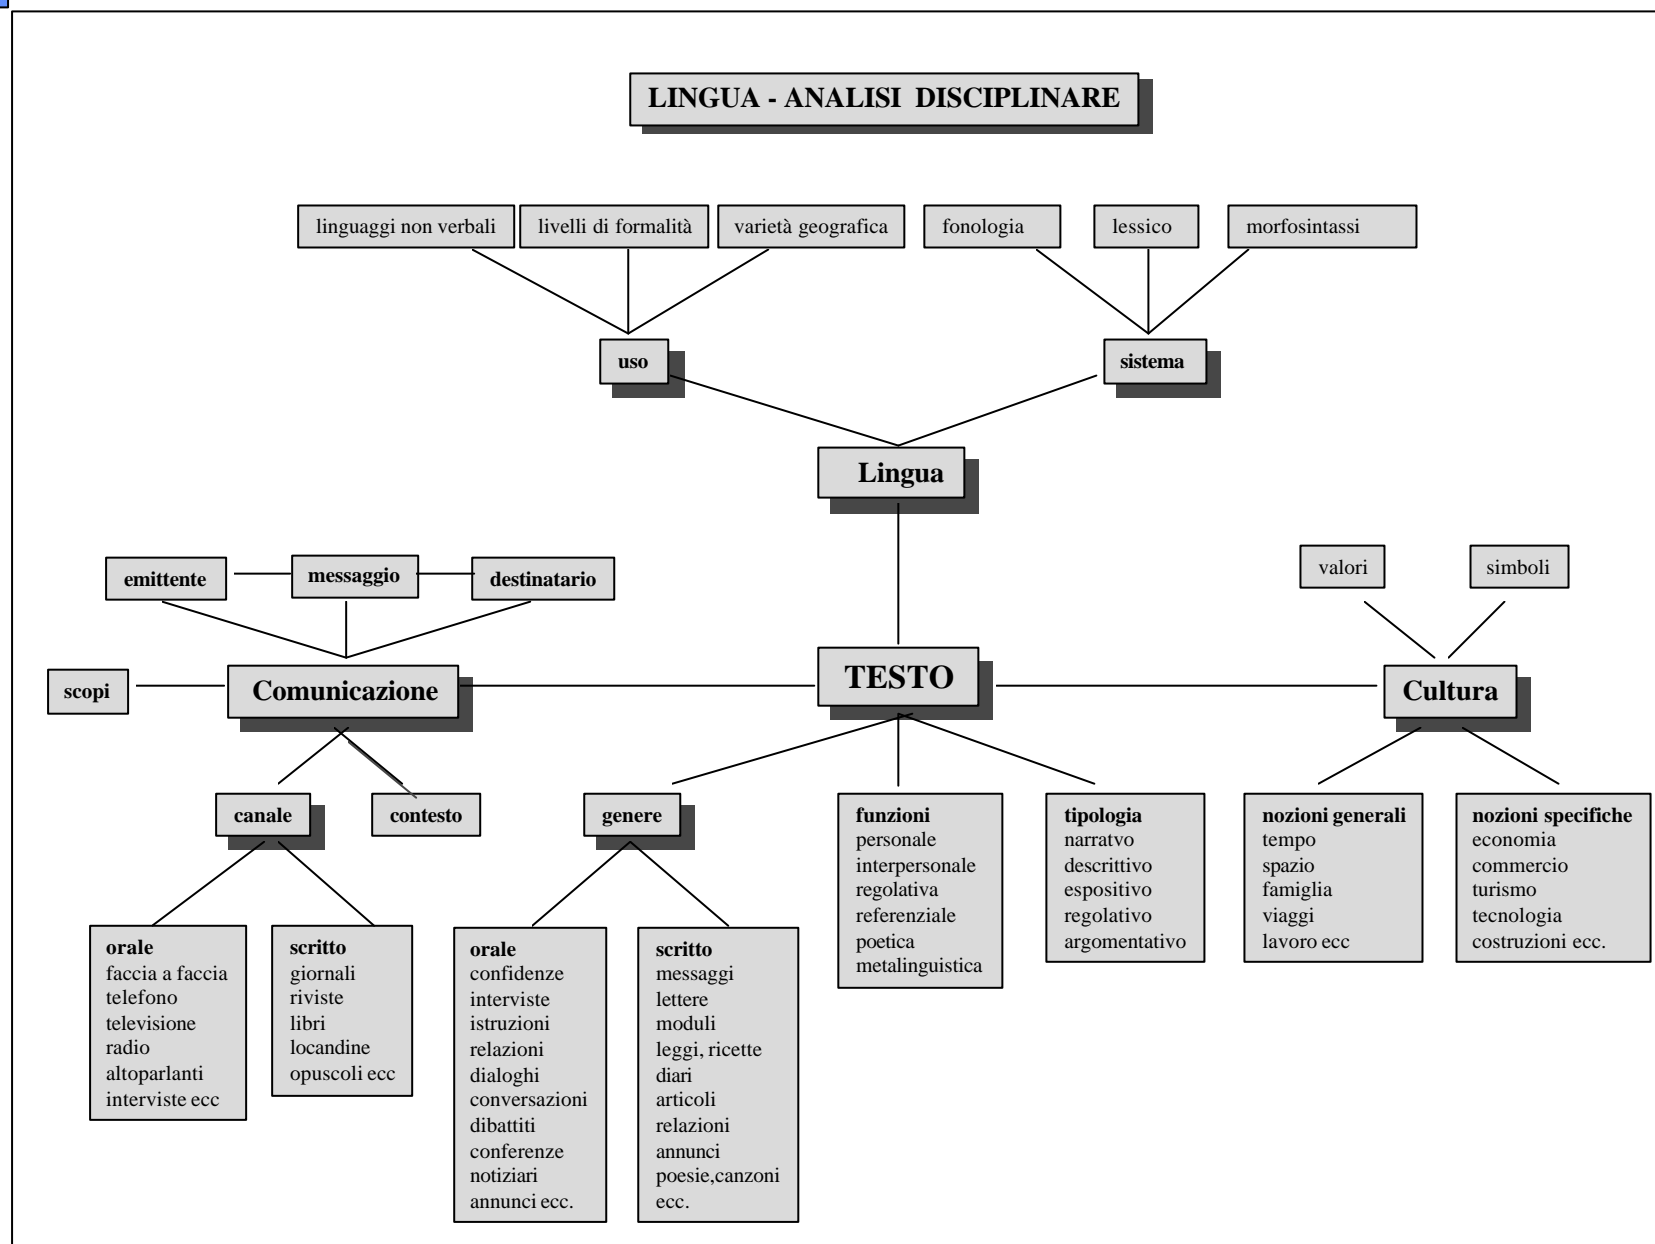 LINGUA - ANALISI DISCIPLINARE
linguaggi non verbali
livelli di formalità
varietà geografica
fonologia
lessico
morfosintassi
uso
sistema
Lingua
emittente
messaggio
destinatario
valori
simboli
scopi
Comunicazione
TESTO
Cultura
canale
contesto
genere
funzioni
personale
interpersonale
regolativa
referenziale
poetica
metalinguistica
tipologia
narratvo
descrittivo
espositivo
regolativo
argomentativo
nozioni generali
tempo
spazio
famiglia
viaggi
lavoro ecc
nozioni specifiche
economia
commercio
turismo
tecnologia
costruzioni ecc.
orale
faccia a faccia
telefono
televisione
radio
altoparlanti
interviste ecc
scritto
giornali
riviste
libri
locandine
opuscoli ecc
orale
confidenze
interviste
istruzioni
relazioni
dialoghi
conversazioni
dibattiti
conferenze
notiziari
annunci ecc.
scritto
messaggi
lettere
moduli
leggi, ricette
diari
articoli
relazioni
annunci
poesie,canzoni
ecc.